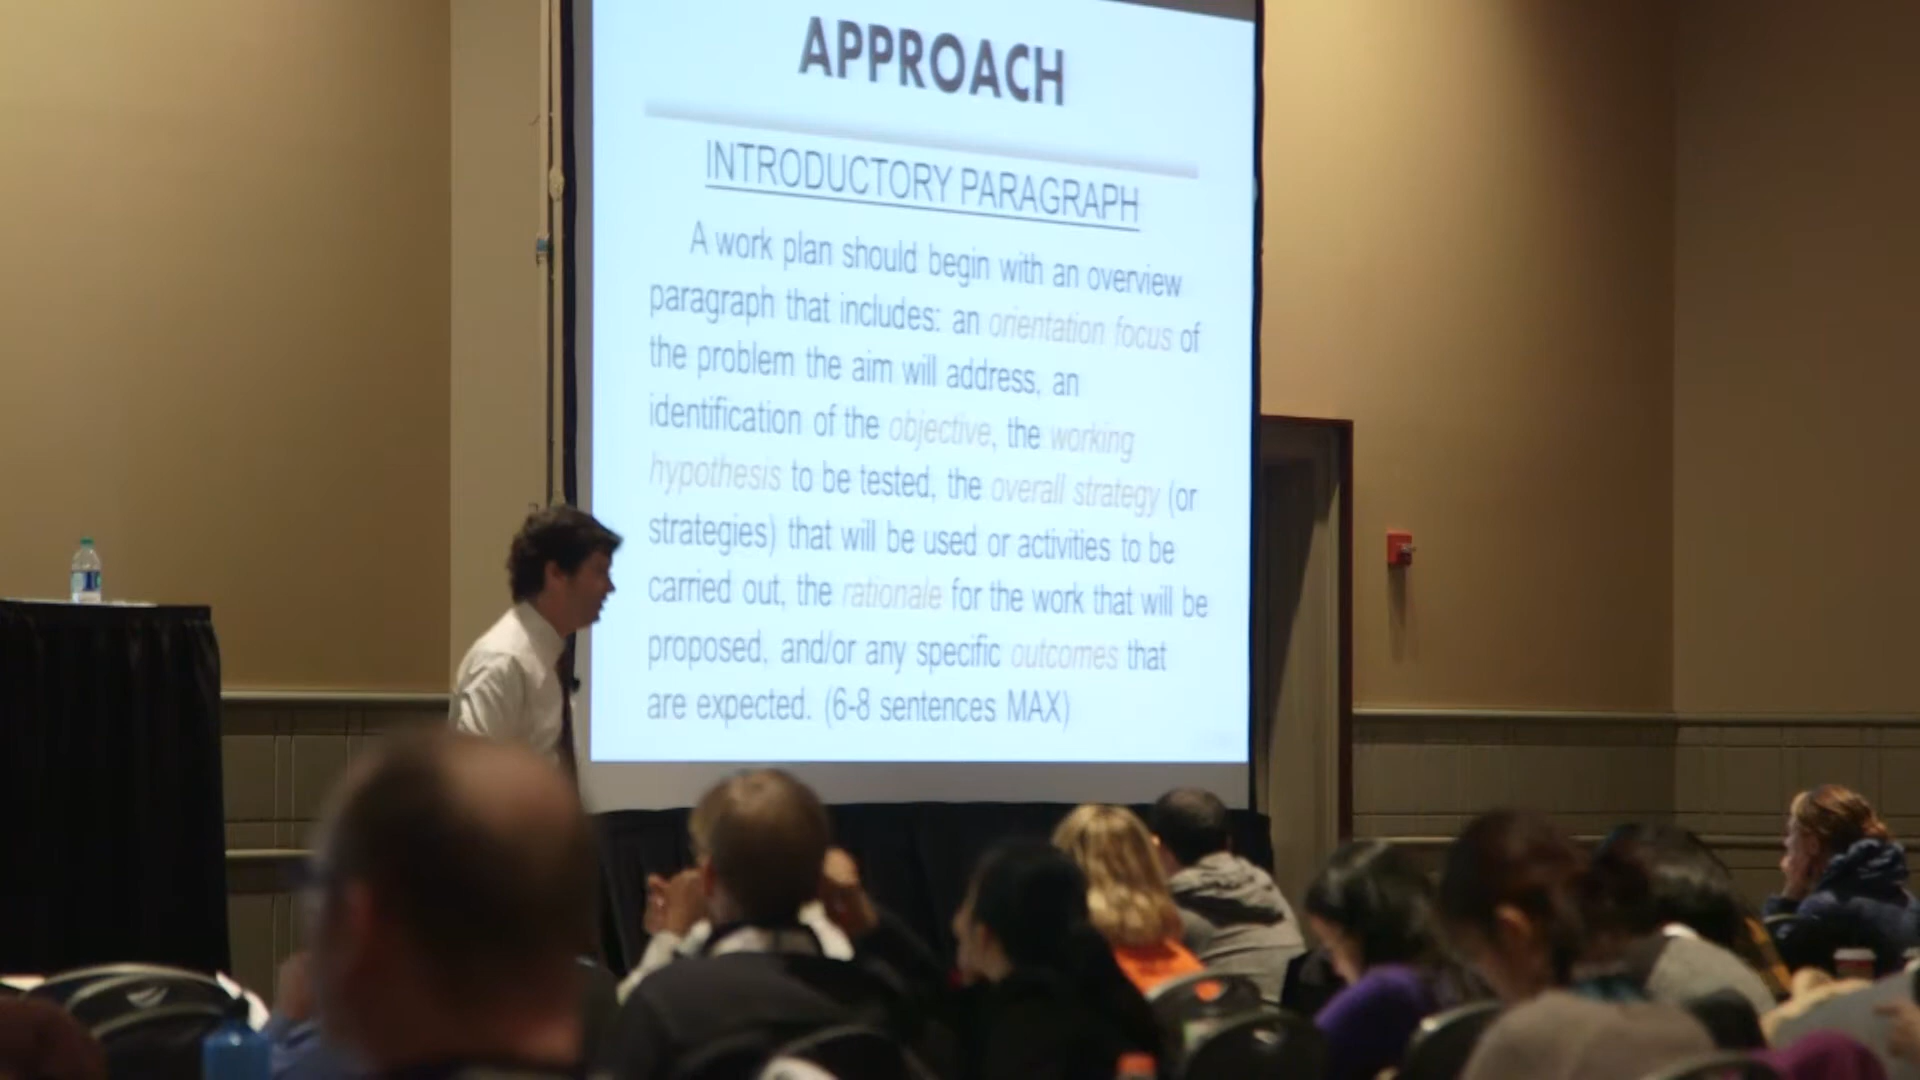 APPROACH
INTRODUCTORY PARAGRAPH
A work plan should begin with an overview
paragraph that includes: an orientation focus of
the problem the aim will address, an
identification of the objective, the working
hypothesis to be tested, the overall strategy (or
strategies) that will be used or activities to be
carried out, the rationale for the work that will be
proposed, and/or any specific outcomes that
are expected. (6-8 sentences MAX)